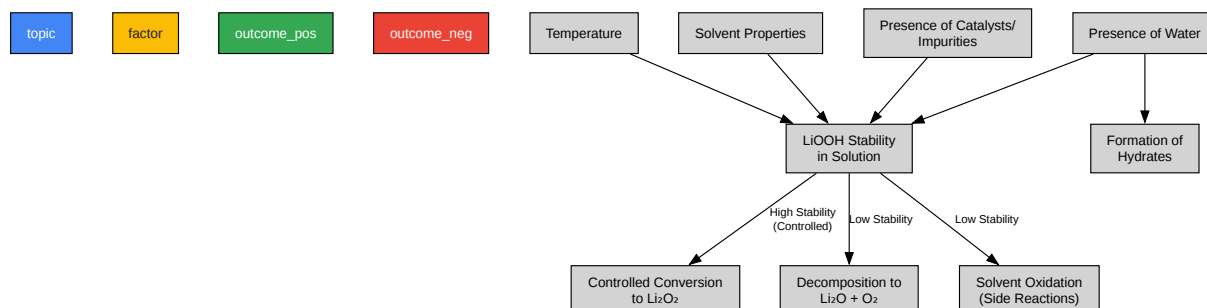 topic
factor
outcome_pos
outcome_neg
Temperature
Solvent Properties
Presence of Catalysts/
Impurities
Presence of Water
LiOOH Stability
in Solution
Formation of
Hydrates
High Stability
(Controlled)
Low Stability
Low Stability
Controlled Conversion
to Li₂O₂
Decomposition to
Li₂O + O₂
Solvent Oxidation
(Side Reactions)